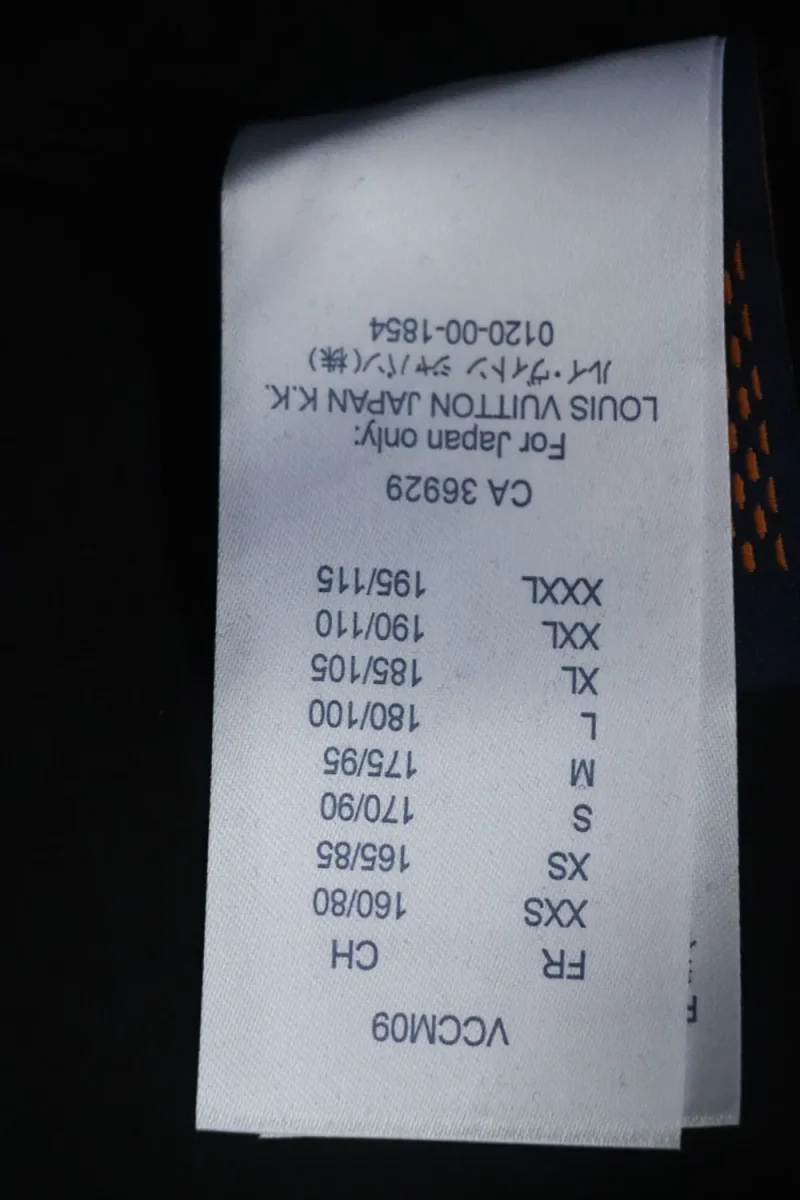 VCCM09
FR CH
XXS 160/80
XS 165/85
S 170/90
M 175/95
L 180/100
XL 185/105
XXL 190/110
XXXL 195/115
CA 36929
For Japan only:
LOUIS VUITTON JAPAN K.K.
ルイ・ヴィトン ジャパン(株)
0120-00-1854